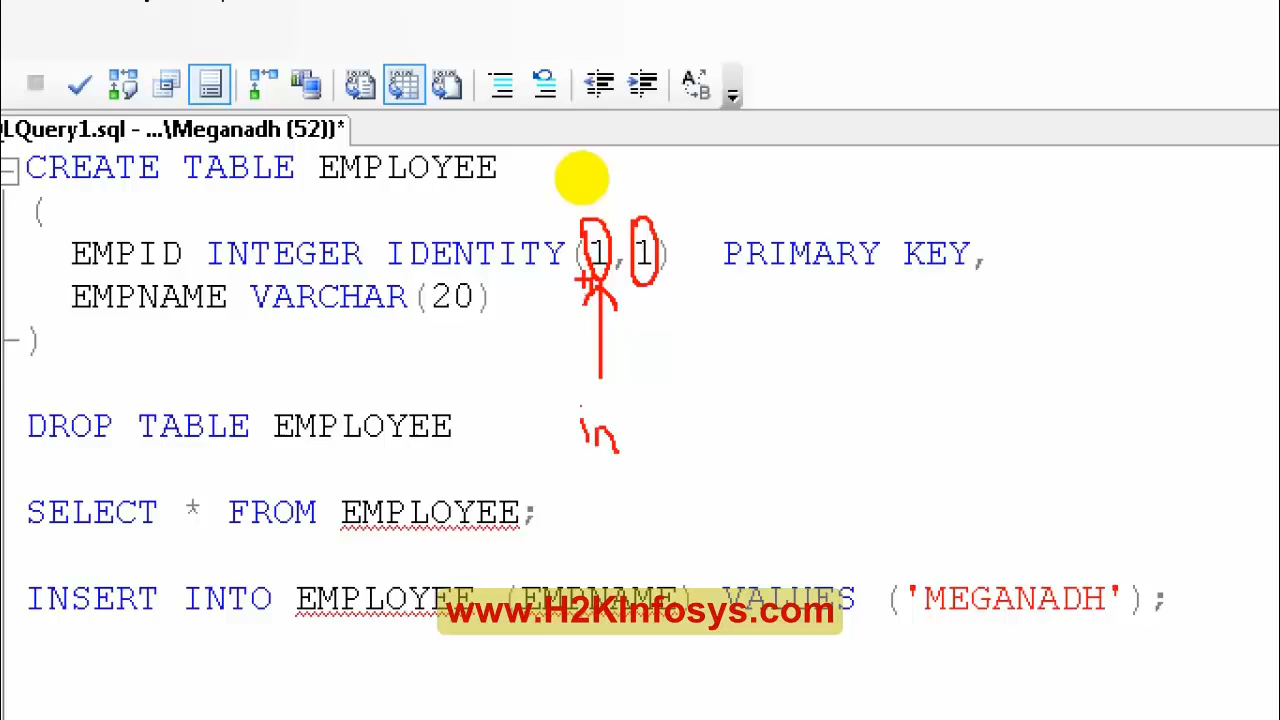 LQuery1.sql - ...\Meganadh (52))*
CREATE TABLE EMPLOYEE
(
EMPID INTEGER IDENTITY(1,1) PRIMARY KEY,
EMPNAME VARCHAR(20)
)
in
DROP TABLE EMPLOYEE
SELECT * FROM EMPLOYEE;
INSERT INTO EMPLOYEE (EMPNAME) VALUES ('MEGANADH');
www.H2KInfosys.com